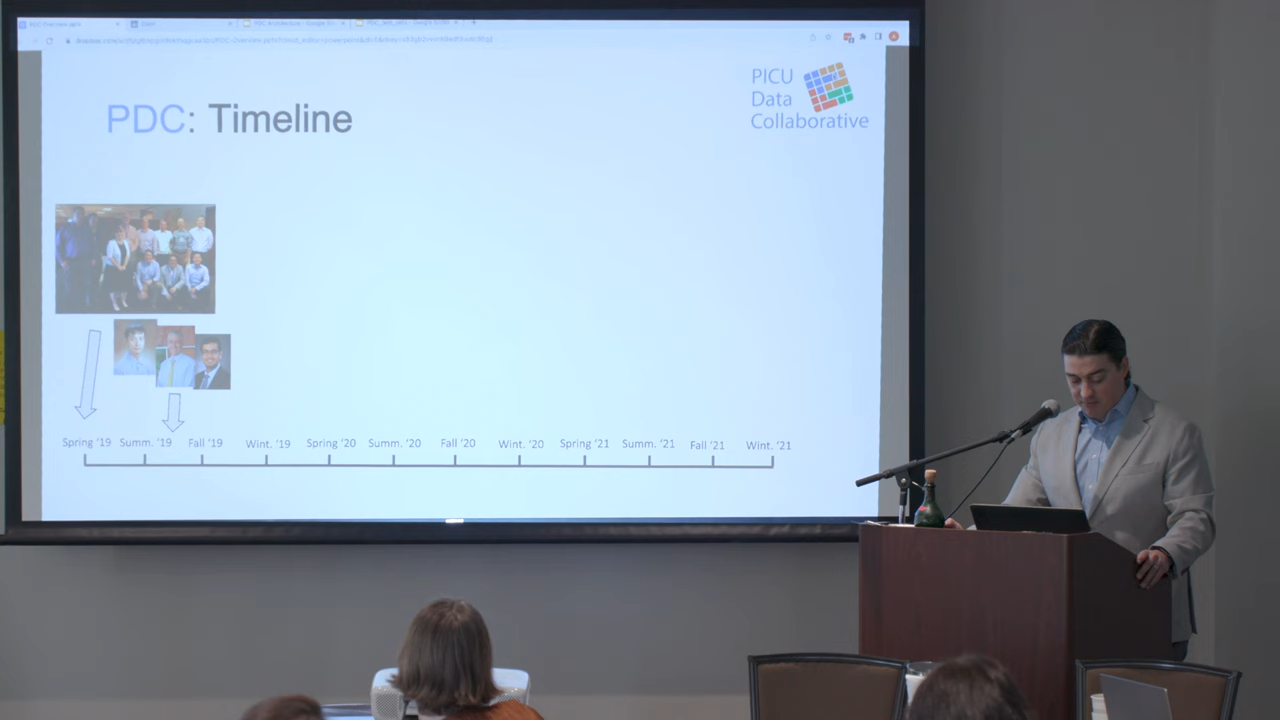 PDC: Timeline
PICU
Data
Collaborative
Spring '19 Summ. '19 Fall '19 Wint. '19 Spring '20 Summ. '20 Fall '20 Wint. '20 Spring '21 Summ. '21 Fall '21 Wint. '21